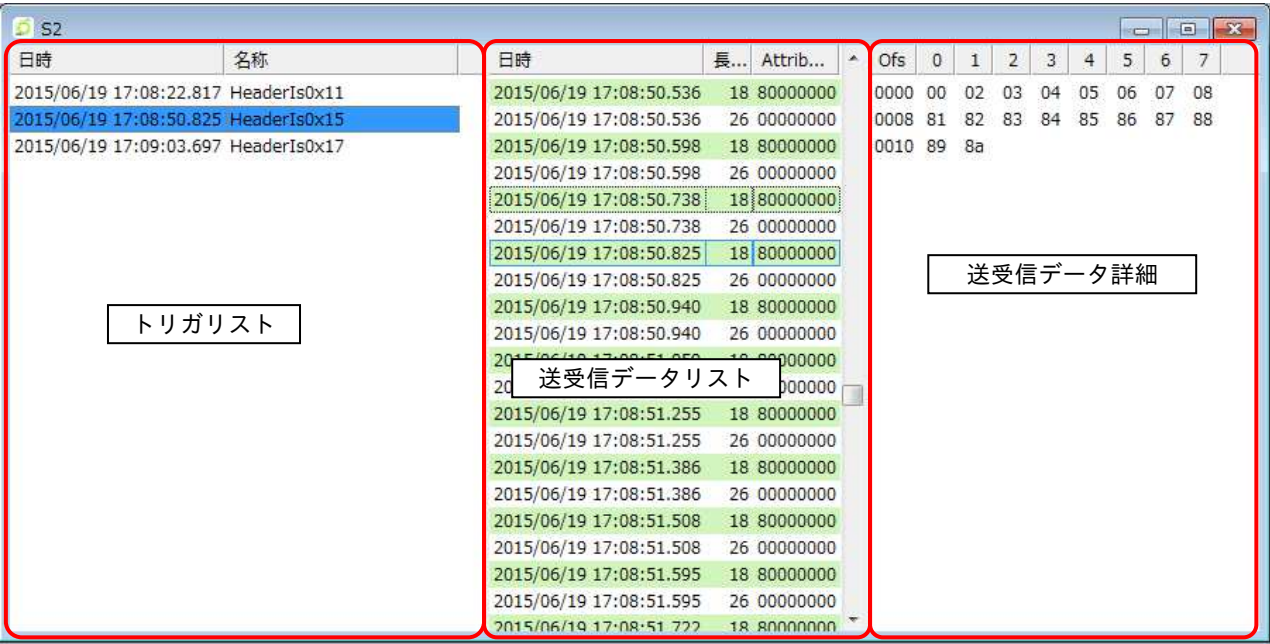 S2
日時 名称
2015/06/19 17:08:22.817 HeaderIs0x11
2015/06/19 17:08:50.825 HeaderIs0x15
2015/06/19 17:09:03.697 HeaderIs0x17
トリガリスト
日時 長... Attrib...
2015/06/19 17:08:50.536 18 80000000
2015/06/19 17:08:50.536 26 00000000
2015/06/19 17:08:50.598 18 80000000
2015/06/19 17:08:50.598 26 00000000
2015/06/19 17:08:50.738 18 80000000
2015/06/19 17:08:50.738 26 00000000
2015/06/19 17:08:50.825 18 80000000
2015/06/19 17:08:50.825 26 00000000
2015/06/19 17:08:50.940 18 80000000
2015/06/19 17:08:50.940 26 00000000
送受信データリスト
2015/06/19 17:08:51.255 18 80000000
2015/06/19 17:08:51.255 26 00000000
2015/06/19 17:08:51.386 18 80000000
2015/06/19 17:08:51.386 26 00000000
2015/06/19 17:08:51.508 18 80000000
2015/06/19 17:08:51.508 26 00000000
2015/06/19 17:08:51.595 18 80000000
2015/06/19 17:08:51.595 26 00000000
2015/06/19 17:08:51.722 18 80000000
Ofs 0 1 2 3 4 5 6 7
0000 00 02 03 04 05 06 07 08
0008 81 82 83 84 85 86 87 88
0010 89 8a
送受信データ詳細